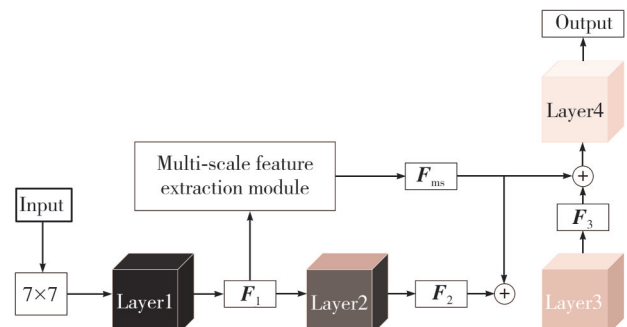 Output
Layer4
Multi-scale feature
extraction module
F_ms
Input
F_3
7×7
Layer1
F_1
Layer2
F_2
Layer3